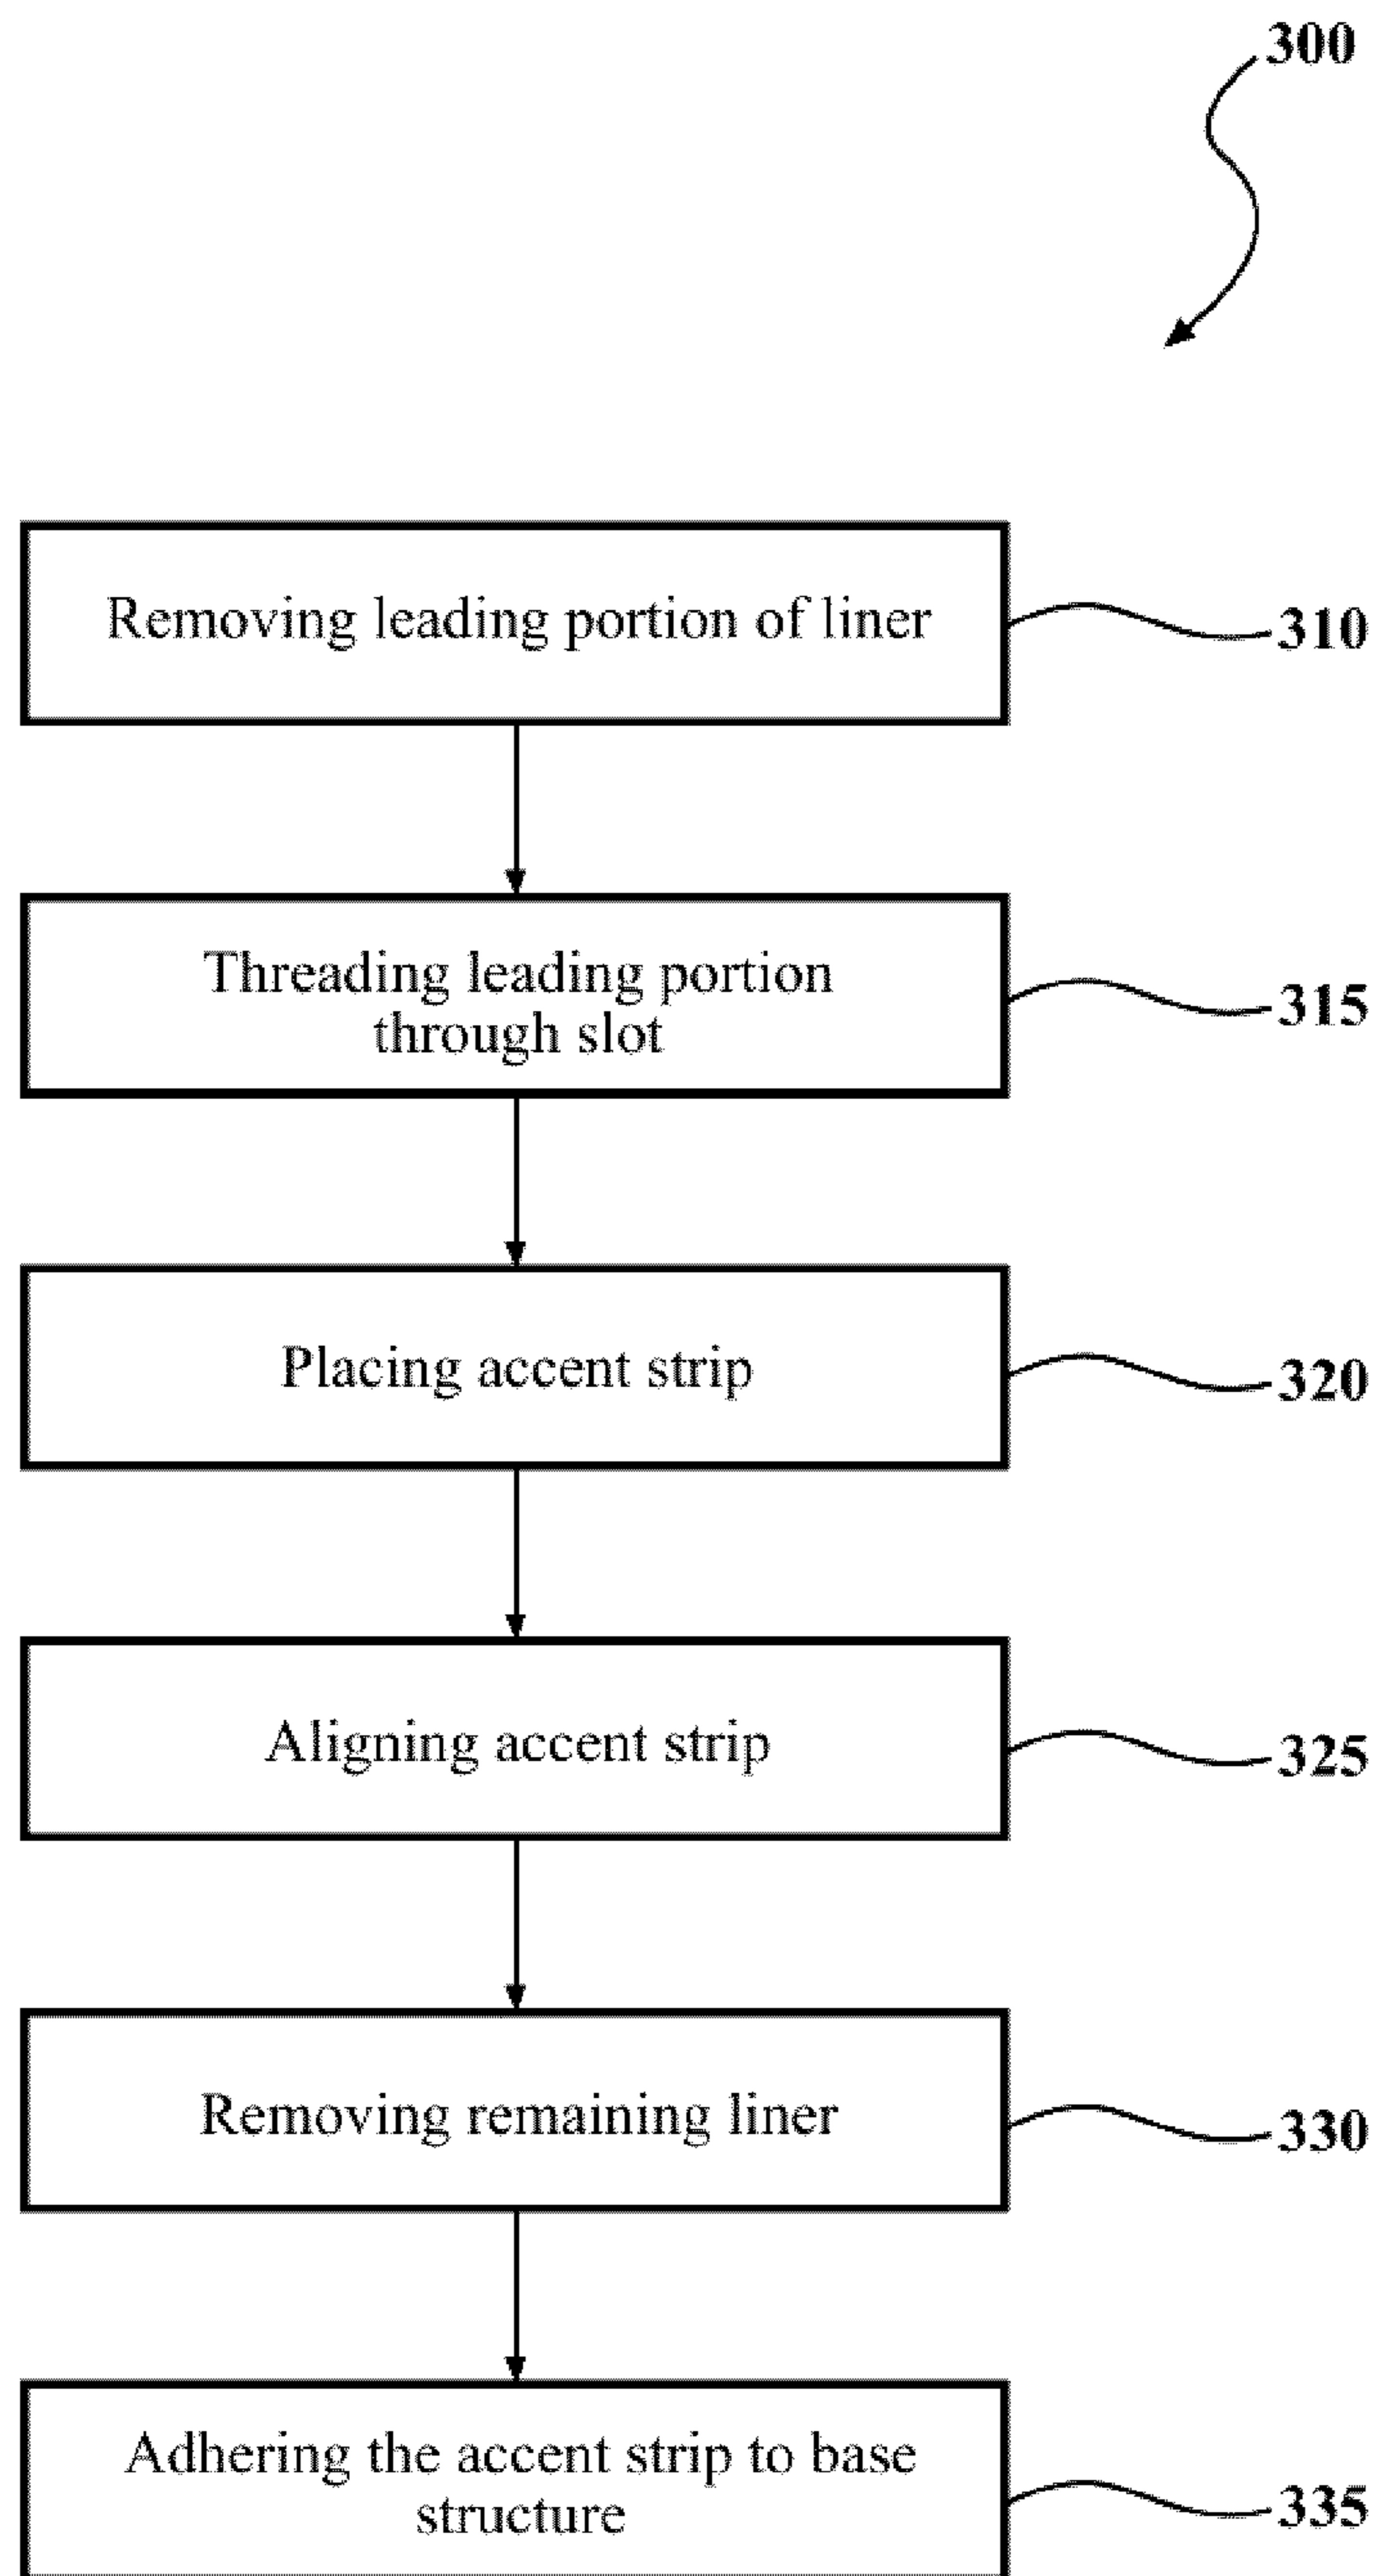 300
Removing leading portion of liner
310
Threading leading portion
through slot
315
Placing accent strip
320
Aligning accent strip
325
Removing remaining liner
330
Adhering the accent strip to base
structure
335